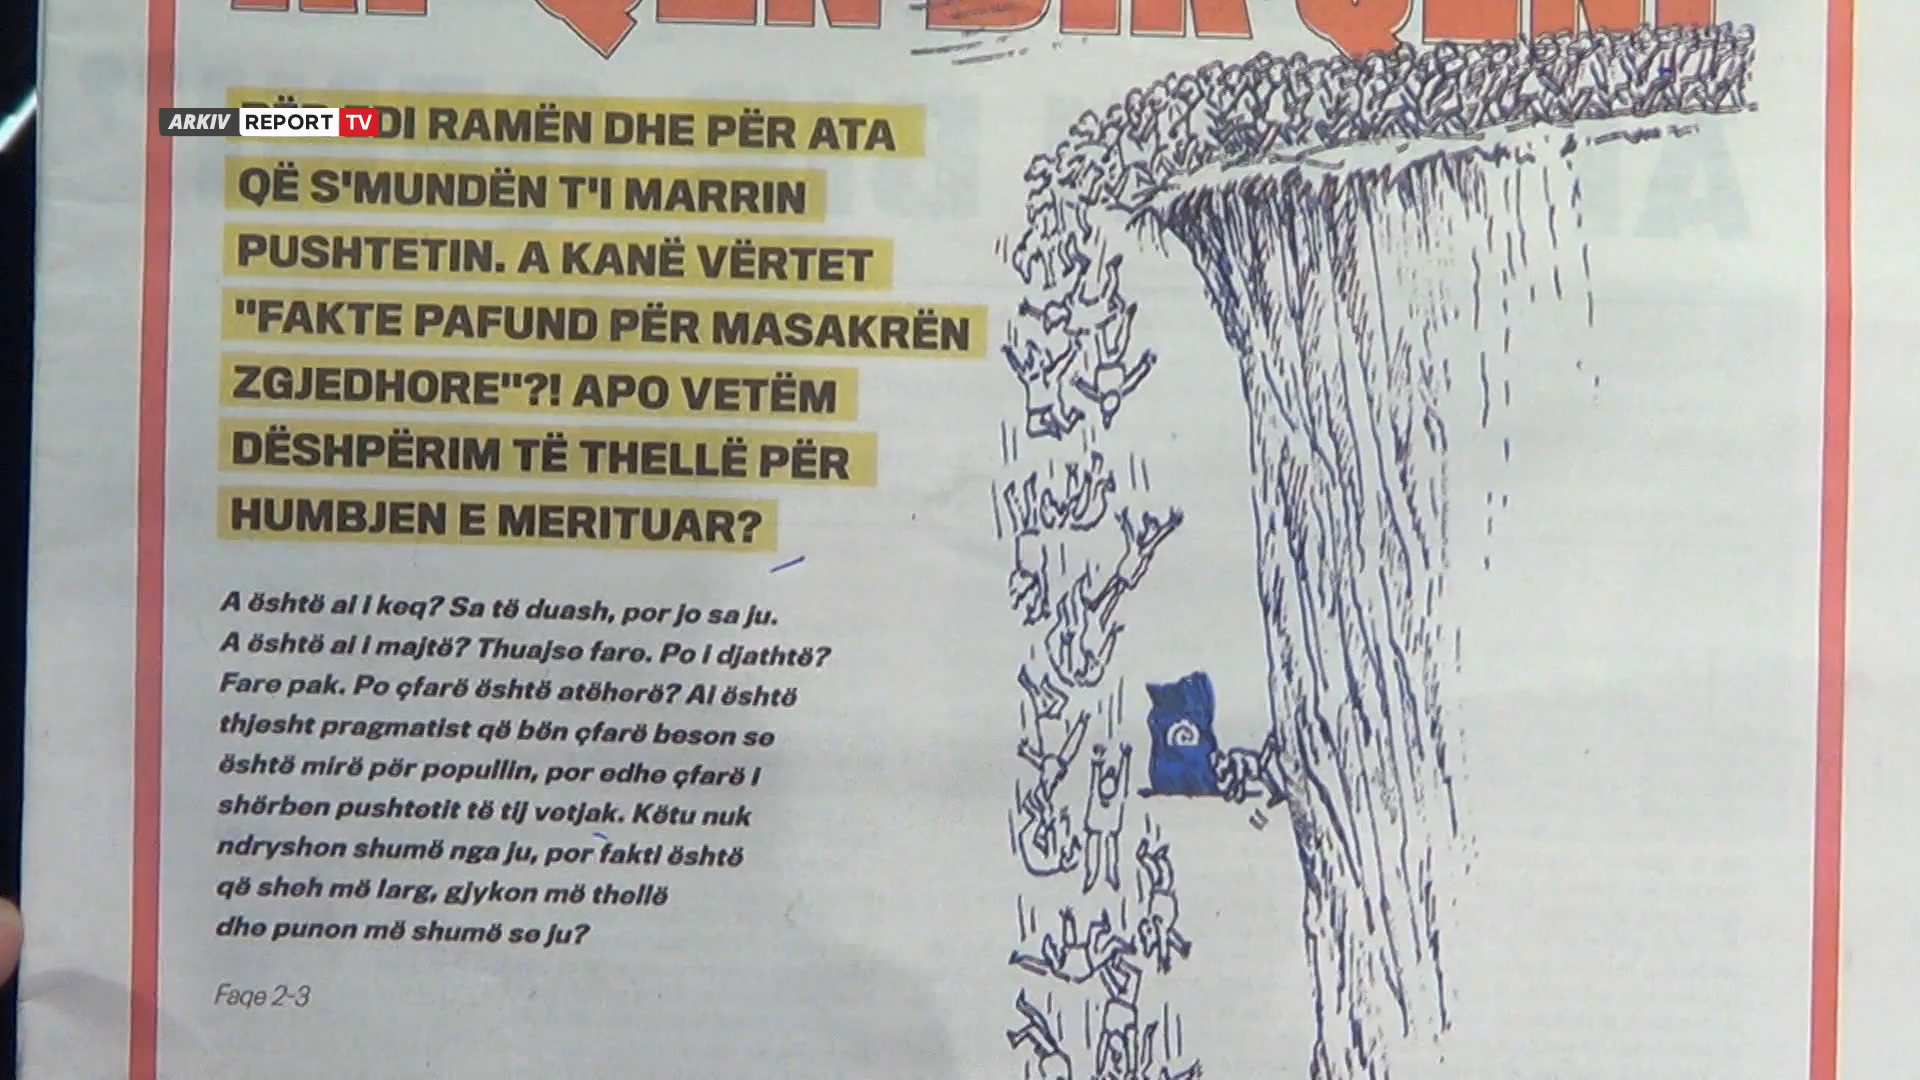 ARKIV REPORT TV
PËR EDI RAMËN DHE PËR ATA
QË S'MUNDËN T'I MARRIN
PUSHTETIN. A KANË VËRTET
"FAKTE PAFUND PËR MASAKRËN
ZGJEDHORE"?! APO VETËM
DËSHPËRIM TË THELLË PËR
HUMBJEN E MERITUAR?
A është ai i keq? Sa të duash, por jo sa ju.
A është ai i majtë? Thuajse fare. Po i djathtë?
Fare pak. Po çfarë është atëherë? Ai është
thjesht pragmatist që bën çfarë beson se
është mirë për popullin, por edhe çfarë i
shërben pushtetit të tij vetjak. Këtu nuk
ndryshon shumë nga ju, por fakti është
që sheh më larg, gjykon më thellë
dhe punon më shumë se ju?
Faqe 2-3